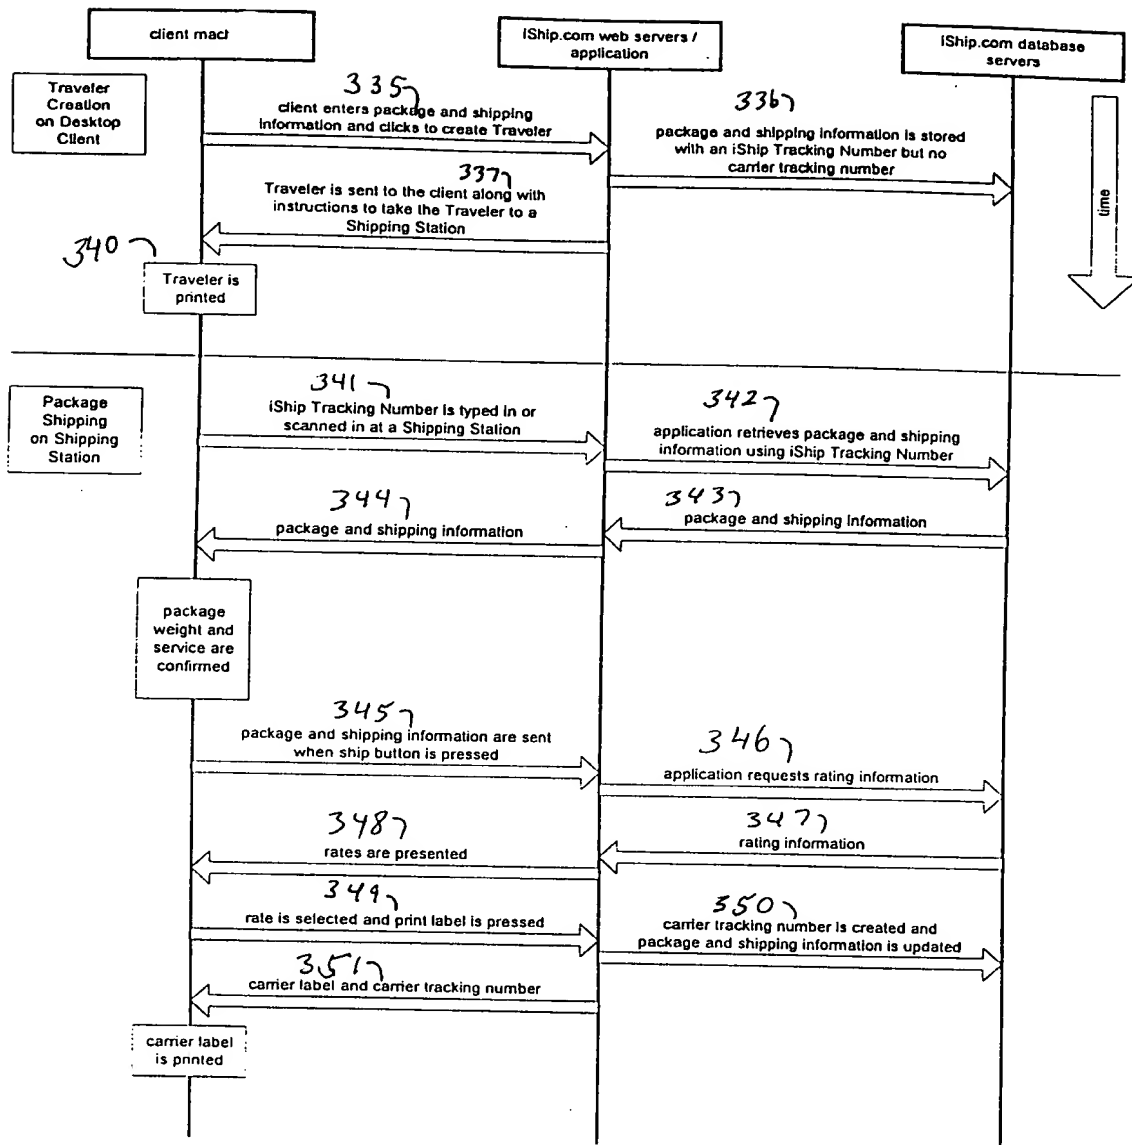 client macl
iShip.com web servers /
application
iShip.com database
servers
Traveler
Creation
on Desktop
Client
335
client enters package and shipping
information and clicks to create Traveler
336
package and shipping information is stored
with an iShip Tracking Number but no
carrier tracking number
time
337
Traveler is sent to the client along with
instructions to take the Traveler to a
Shipping Station
340
Traveler is
printed
Package
Shipping
on Shipping
Station
341
iShip Tracking Number is typed in or
scanned in at a Shipping Station
342
application retrieves package and shipping
information using iShip Tracking Number
343
package and shipping information
344
package and shipping information
package
weight and
service are
confirmed
345
package and shipping information are sent
when ship button is pressed
346
application requests rating information
347
rating information
348
rates are presented
349
rate is selected and print label is pressed
350
carrier tracking number is created and
package and shipping information is updated
351
carrier label and carrier tracking number
carrier label
is printed